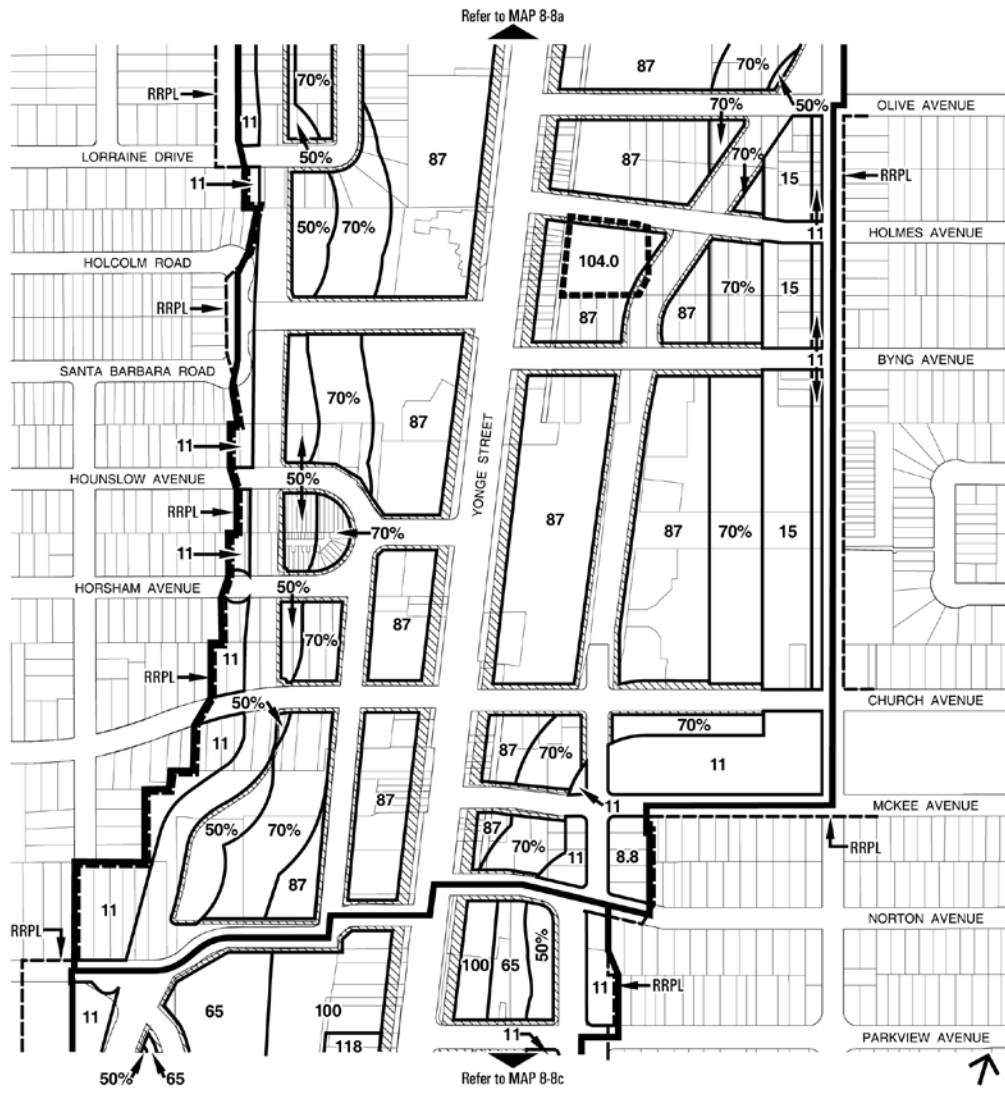 Refer to MAP 8-8a
87
70%
70%
RRPL
50%
70%
OLIVE AVENUE
11
50%
LORRAINE DRIVE
87
87
70%
15
RRPL
11
50%
70%
11
HOLMES AVENUE
HOLCOLM ROAD
104.0
70%
15
RRPL
87
87
11
BYNG AVENUE
SANTA BARBARA ROAD
70%
87
11
YONGE STREET
HOUNSLOW AVENUE
50%
RRPL
87
87
70%
15
70%
11
HORSHAM AVENUE
50%
87
70%
11
RRPL
50%
CHURCH AVENUE
70%
11
87
70%
11
87
11
MCKEE AVENUE
50%
70%
87
70%
11
8.8
RRPL
87
11
NORTON AVENUE
RRPL
100
65
50%
11
RRPL
11
65
100
118
11
PARKVIEW AVENUE
50%
65
Refer to MAP 8-8c